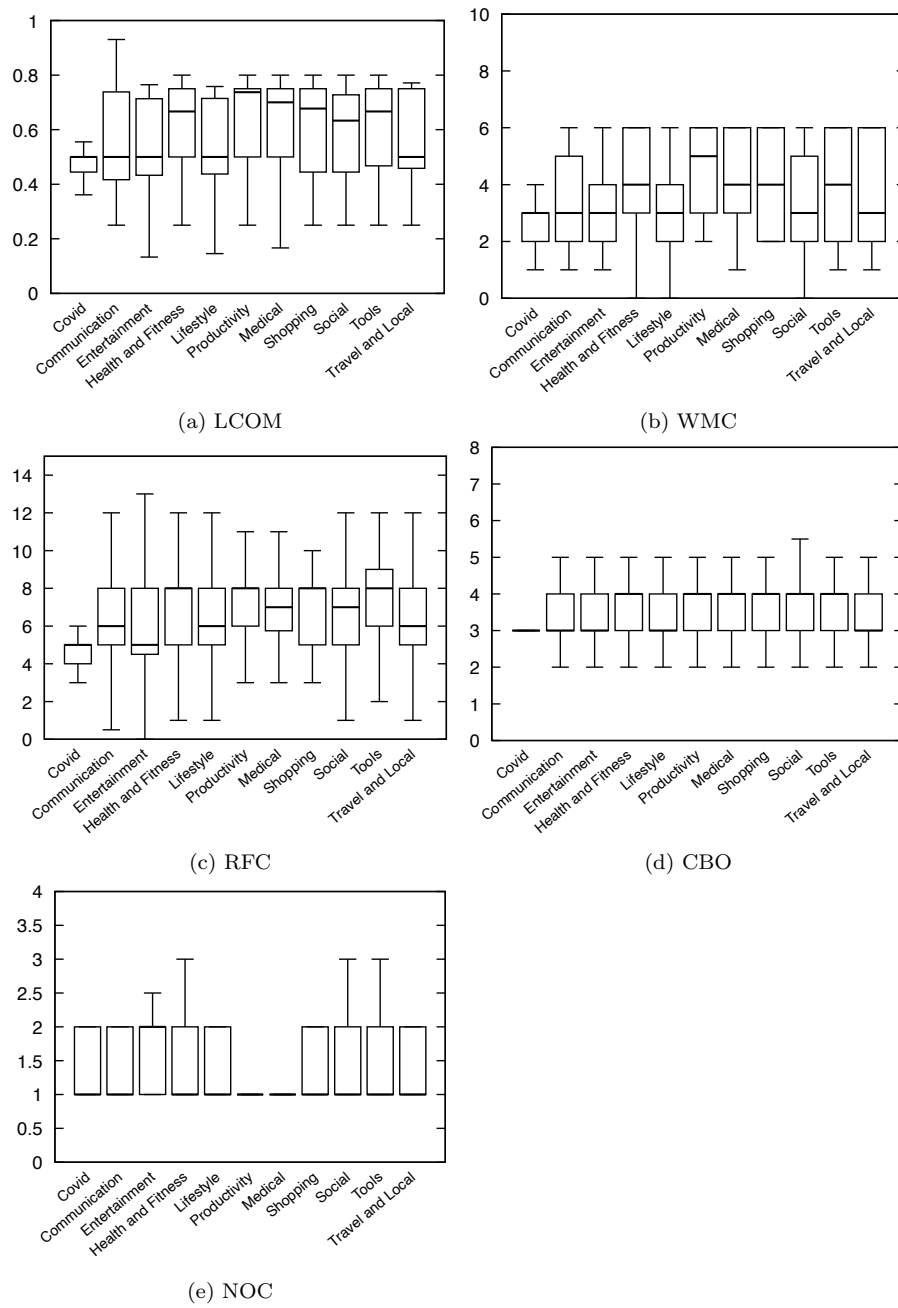 1
0.8
0.6
0.4
0.2
0
Covid
Communication
Entertainment
Health and Fitness
Lifestyle
Productivity
Medical
Shopping
Social
Tools
Travel and Local
(a) LCOM
10
8
6
4
2
0
Covid
Communication
Entertainment
Health and Fitness
Lifestyle
Productivity
Medical
Shopping
Social
Tools
Travel and Local
(b) WMC
14
12
10
8
6
4
2
0
Covid
Communication
Entertainment
Health and Fitness
Lifestyle
Productivity
Medical
Shopping
Social
Tools
Travel and Local
(c) RFC
8
7
6
5
4
3
2
1
0
Covid
Communication
Entertainment
Health and Fitness
Lifestyle
Productivity
Medical
Shopping
Social
Tools
Travel and Local
(d) CBO
4
3.5
3
2.5
2
1.5
1
0.5
0
Covid
Communication
Entertainment
Health and Fitness
Lifestyle
Productivity
Medical
Shopping
Social
Tools
Travel and Local
(e) NOC